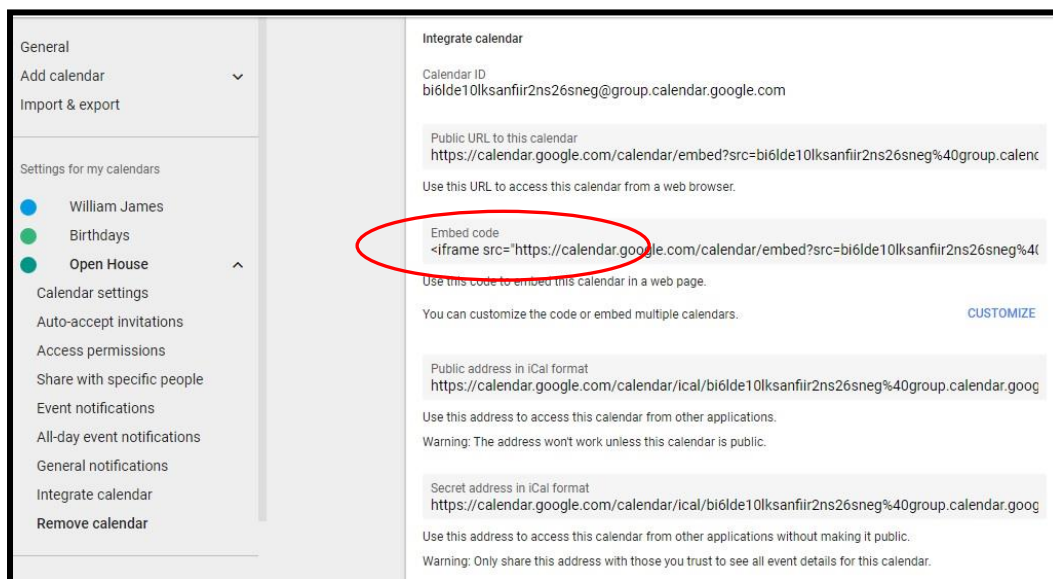 General
Add calendar
Import & export
Settings for my calendars
William James
Birthdays
Open House
Calendar settings
Auto-accept invitations
Access permissions
Share with specific people
Event notifications
All-day event notifications
General notifications
Integrate calendar
Remove calendar
Integrate calendar
Calendar ID
bi6lde10lksanfiir2ns26sneg@group.calendar.google.com
Public URL to this calendar
https://calendar.google.com/calendar/embed?src=bi6lde10lksanfiir2ns26sneg%40group.calenc
Use this URL to access this calendar from a web browser.
Embed code
<iframe src="https://calendar.google.com/calendar/embed?src=bi6lde10lksanfiir2ns26sneg%4(
Use this code to embed this calendar in a web page.
You can customize the code or embed multiple calendars.
CUSTOMIZE
Public address in iCal format
https://calendar.google.com/calendar/ical/bi6lde10lksanfiir2ns26sneg%40group.calendar.goog
Use this address to access this calendar from other applications.
Warning: The address won't work unless this calendar is public.
Secret address in iCal format
https://calendar.google.com/calendar/ical/bi6lde10lksanfiir2ns26sneg%40group.calendar.goog
Use this address to access this calendar from other applications without making it public.
Warning: Only share this address with those you trust to see all event details for this calendar.